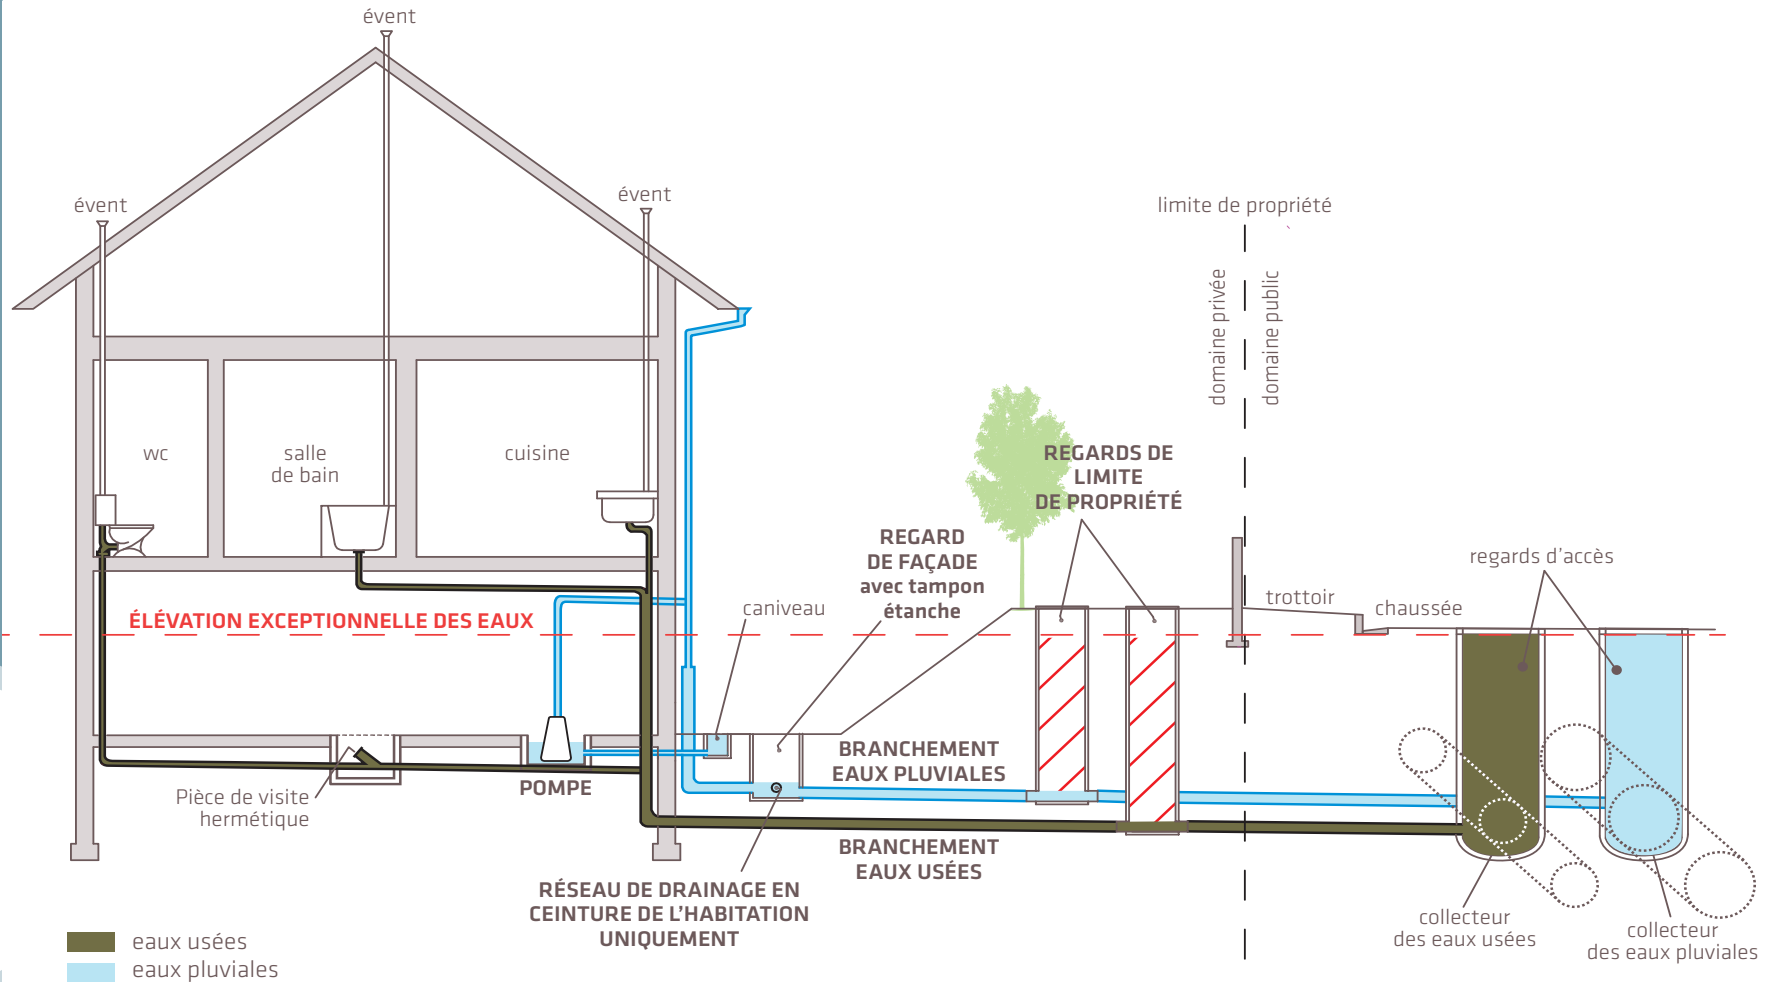 évent
évent
évent
limite de propriété
domaine privée
domaine public
wc
salle
de bain
cuisine
REGARDS DE
LIMITE
DE PROPRIÉTÉ
REGARD
DE FAÇADE
avec tampon
étanche
regards d'accès
ÉLÉVATION EXCEPTIONNELLE DES EAUX
caniveau
trottoir
chaussée
BRANCHEMENT
EAUX PLUVIALES
POMPE
Pièce de visite
hermétique
BRANCHEMENT
EAUX USÉES
RÉSEAU DE DRAINAGE EN
CEINTURE DE L'HABITATION
UNIQUEMENT
collecteur
des eaux usées
collecteur
des eaux pluviales
eaux usées
eaux pluviales